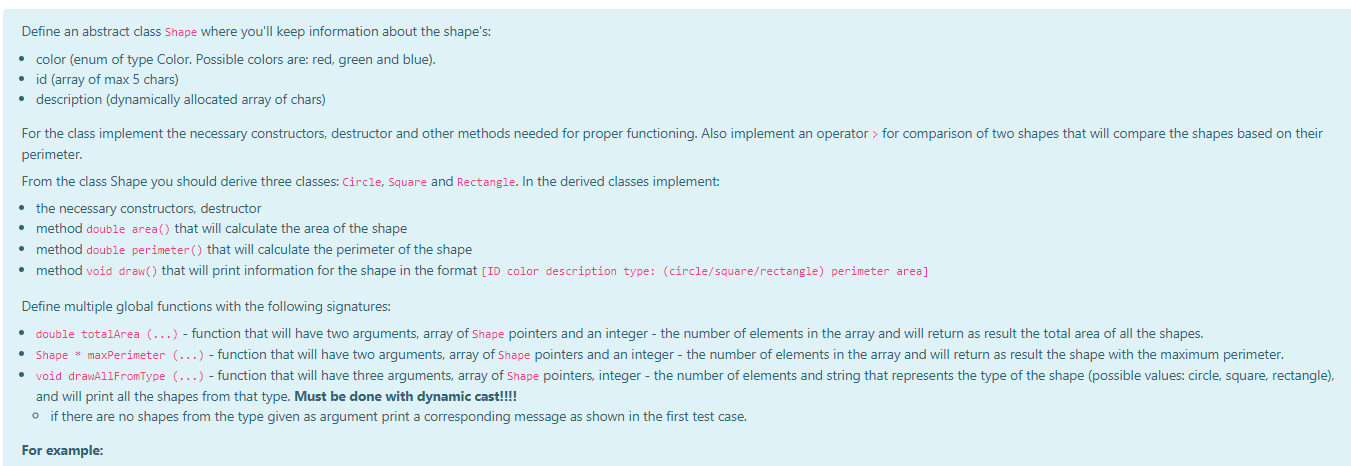 Define an abstract class Shape where you'll keep information about the shape's:
• color (enum of type Color. Possible colors are: red, green and blue).
• id (array of max 5 chars)
• description (dynamically allocated array of chars)
For the class implement the necessary constructors, destructor and other methods needed for proper functioning. Also implement an operator > for comparison of two shapes that will compare the shapes based on their
perimeter.
From the class Shape you should derive three classes: Circle, Square and Rectangle. In the derived classes implement:
• the necessary constructors, destructor
• method double area() that will calculate the area of the shape
• method double perimeter() that will calculate the perimeter of the shape
• method void draw() that will print information for the shape in the format [ID color description type: (circle/square/rectangle) perimeter area]
Define multiple global functions with the following signatures:
• double totalArea (...) - function that will have two arguments, array of Shape pointers and an integer - the number of elements in the array and will return as result the total area of all the shapes.
• Shape * maxPerimeter (...) - function that will have two arguments, array of Shape pointers and an integer - the number of elements in the array and will return as result the shape with the maximum perimeter.
• void drawAllFromType (...) - function that will have three arguments, array of Shape pointers, integer - the number of elements and string that represents the type of the shape (possible values: circle, square, rectangle),
and will print all the shapes from that type. Must be done with dynamic cast!!!!
○ if there are no shapes from the type given as argument print a corresponding message as shown in the first test case.
For example: